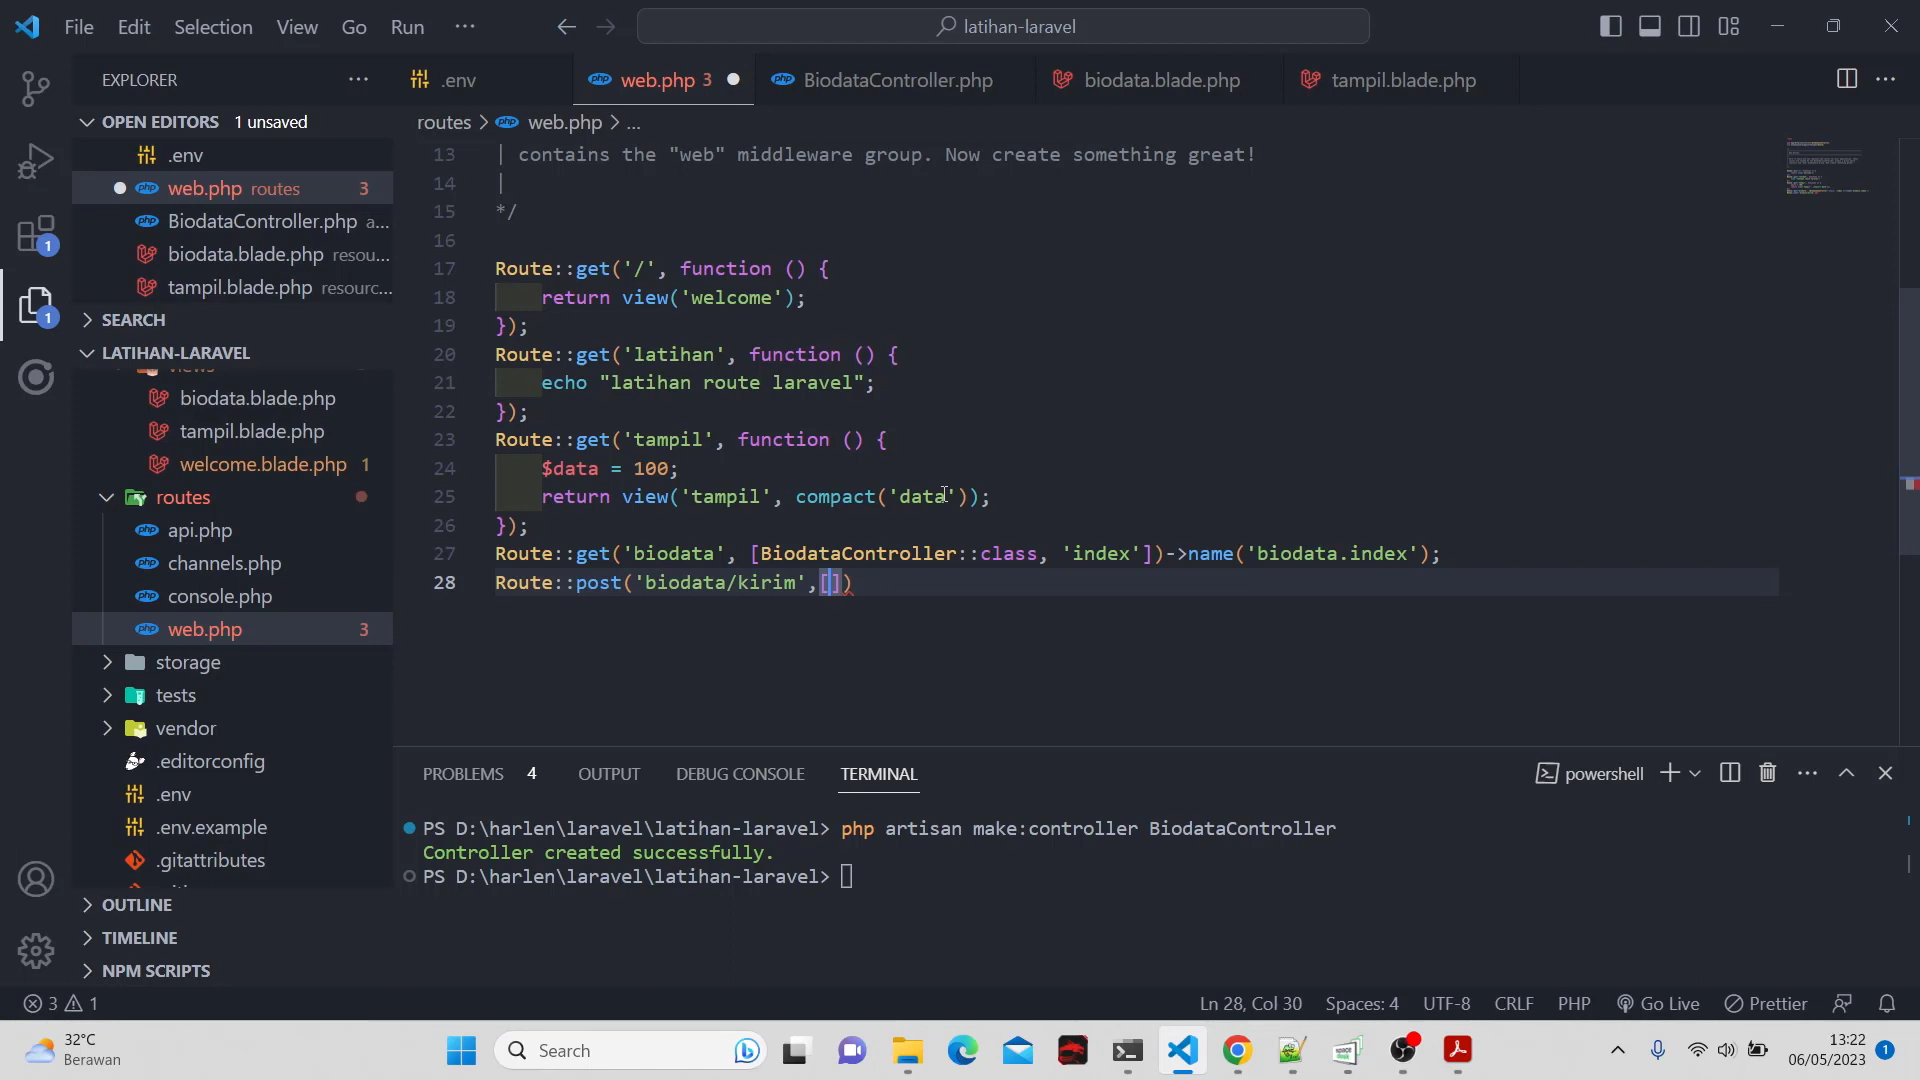 File Edit Selection View Go Run ···
latihan-laravel
EXPLORER
OPEN EDITORS 1 unsaved
.env
web.php routes 3
BiodataController.php a...
biodata.blade.php resou...
tampil.blade.php resourc...
SEARCH
LATIHAN-LARAVEL
views
biodata.blade.php
tampil.blade.php
welcome.blade.php 1
routes
api.php
channels.php
console.php
web.php 3
storage
tests
vendor
.editorconfig
.env
.env.example
.gitattributes
OUTLINE
TIMELINE
NPM SCRIPTS
1
1
.env web.php 3 BiodataController.php biodata.blade.php tampil.blade.php
routes > web.php > ...
13 | contains the "web" middleware group. Now create something great!
14 |
15 */
16
17 Route::get('/', function () {
18 return view('welcome');
19 });
20 Route::get('latihan', function () {
21 echo "latihan route laravel";
22 });
23 Route::get('tampil', function () {
24 $data = 100;
25 return view('tampil', compact('data'));
26 });
27 Route::get('biodata', [BiodataController::class, 'index'])->name('biodata.index');
28 Route::post('biodata/kirim',[])
PROBLEMS 4 OUTPUT DEBUG CONSOLE TERMINAL powershell
PS D:\harlen\laravel\latihan-laravel> php artisan make:controller BiodataController
Controller created successfully.
PS D:\harlen\laravel\latihan-laravel>
3 1 Ln 28, Col 30 Spaces: 4 UTF-8 CRLF PHP Go Live Prettier
32°C
Berawan
Search
13:22
06/05/2023
1